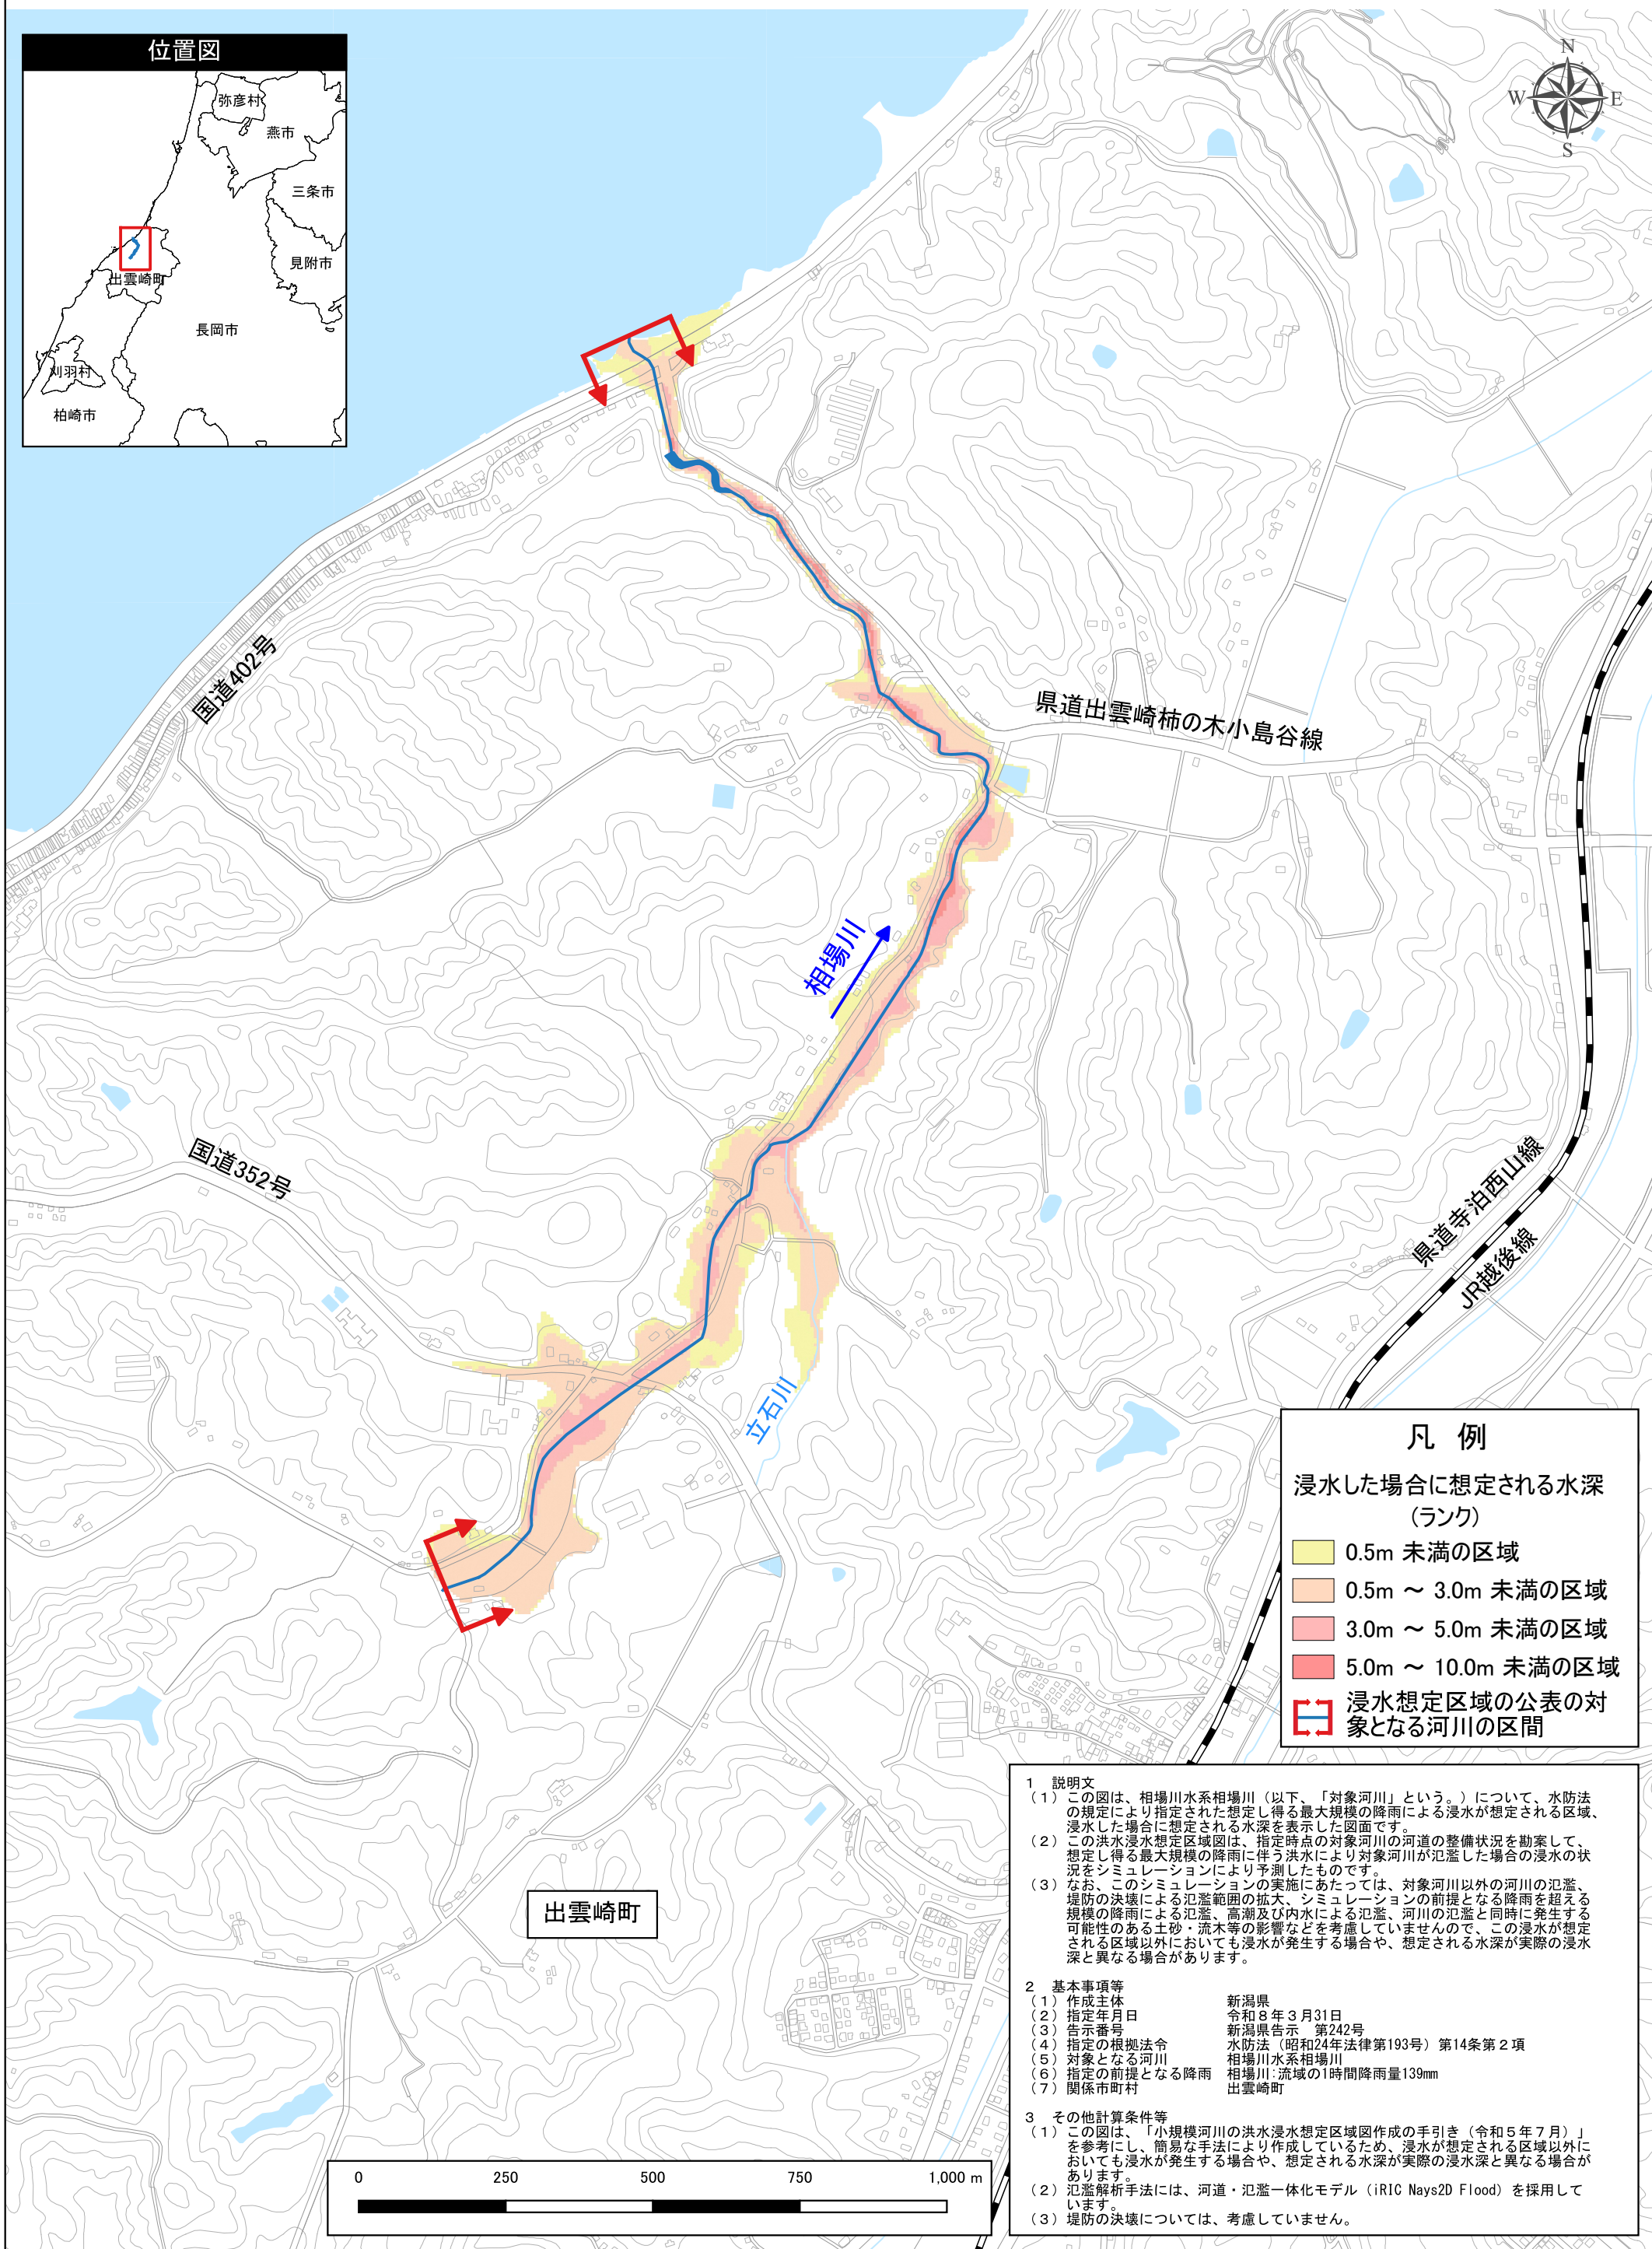 位置図
弥彦村
燕市
三条市
見附市
出雲崎町
長岡市
刈羽村
柏崎市
N
W
E
S
国道402号
県道出雲崎柿の木小島谷線
相場川
国道352号
県道寺泊西山線
JR越後線
立石川
出雲崎町
凡 例
浸水した場合に想定される水深
(ランク)
0.5m 未満の区域
0.5m ～ 3.0m 未満の区域
3.0m ～ 5.0m 未満の区域
5.0m ～ 10.0m 未満の区域
浸水想定区域の公表の対
象となる河川の区間
1 説明文
（1）この図は、相場川水系相場川（以下、「対象河川」という。）について、水防法
の規定により指定された想定し得る最大規模の降雨による浸水が想定される区域、
浸水した場合に想定される水深を表示した図面です。
（2）この洪水浸水想定区域図は、指定時点の対象河川の河道の整備状況を勘案して、
想定し得る最大規模の降雨に伴う洪水により対象河川が氾濫した場合の浸水の状
況をシミュレーションにより予測したものです。
（3）なお、このシミュレーションの実施にあたっては、対象河川以外の河川の氾濫、
堤防の決壊による氾濫範囲の拡大、シミュレーションの前提となる降雨を超える
規模の降雨による氾濫、高潮及び内水による氾濫、河川の氾濫と同時に発生する
可能性のある土砂・流木等の影響などを考慮していませんので、この浸水が想定
される区域以外においても浸水が発生する場合や、想定される水深が実際の浸水
深と異なる場合があります。
2 基本事項等
（1）作成主体 新潟県
（2）指定年月日 令和８年３月31日
（3）告示番号 新潟県告示 第242号
（4）指定の根拠法令 水防法（昭和24年法律第193号）第14条第２項
（5）対象となる河川 相場川水系相場川
（6）指定の前提となる降雨 相場川:流域の1時間降雨量139mm
（7）関係市町村 出雲崎町
3 その他計算条件等
（1）この図は、「小規模河川の洪水浸水想定区域図作成の手引き（令和５年７月）」
を参考にし、簡易な手法により作成しているため、浸水が想定される区域以外に
おいても浸水が発生する場合や、想定される水深が実際の浸水深と異なる場合が
あります。
（2）氾濫解析手法には、河道・氾濫一体化モデル（iRIC Nays2D Flood）を採用して
います。
（3）堤防の決壊については、考慮していません。
0 250 500 750 1,000 m